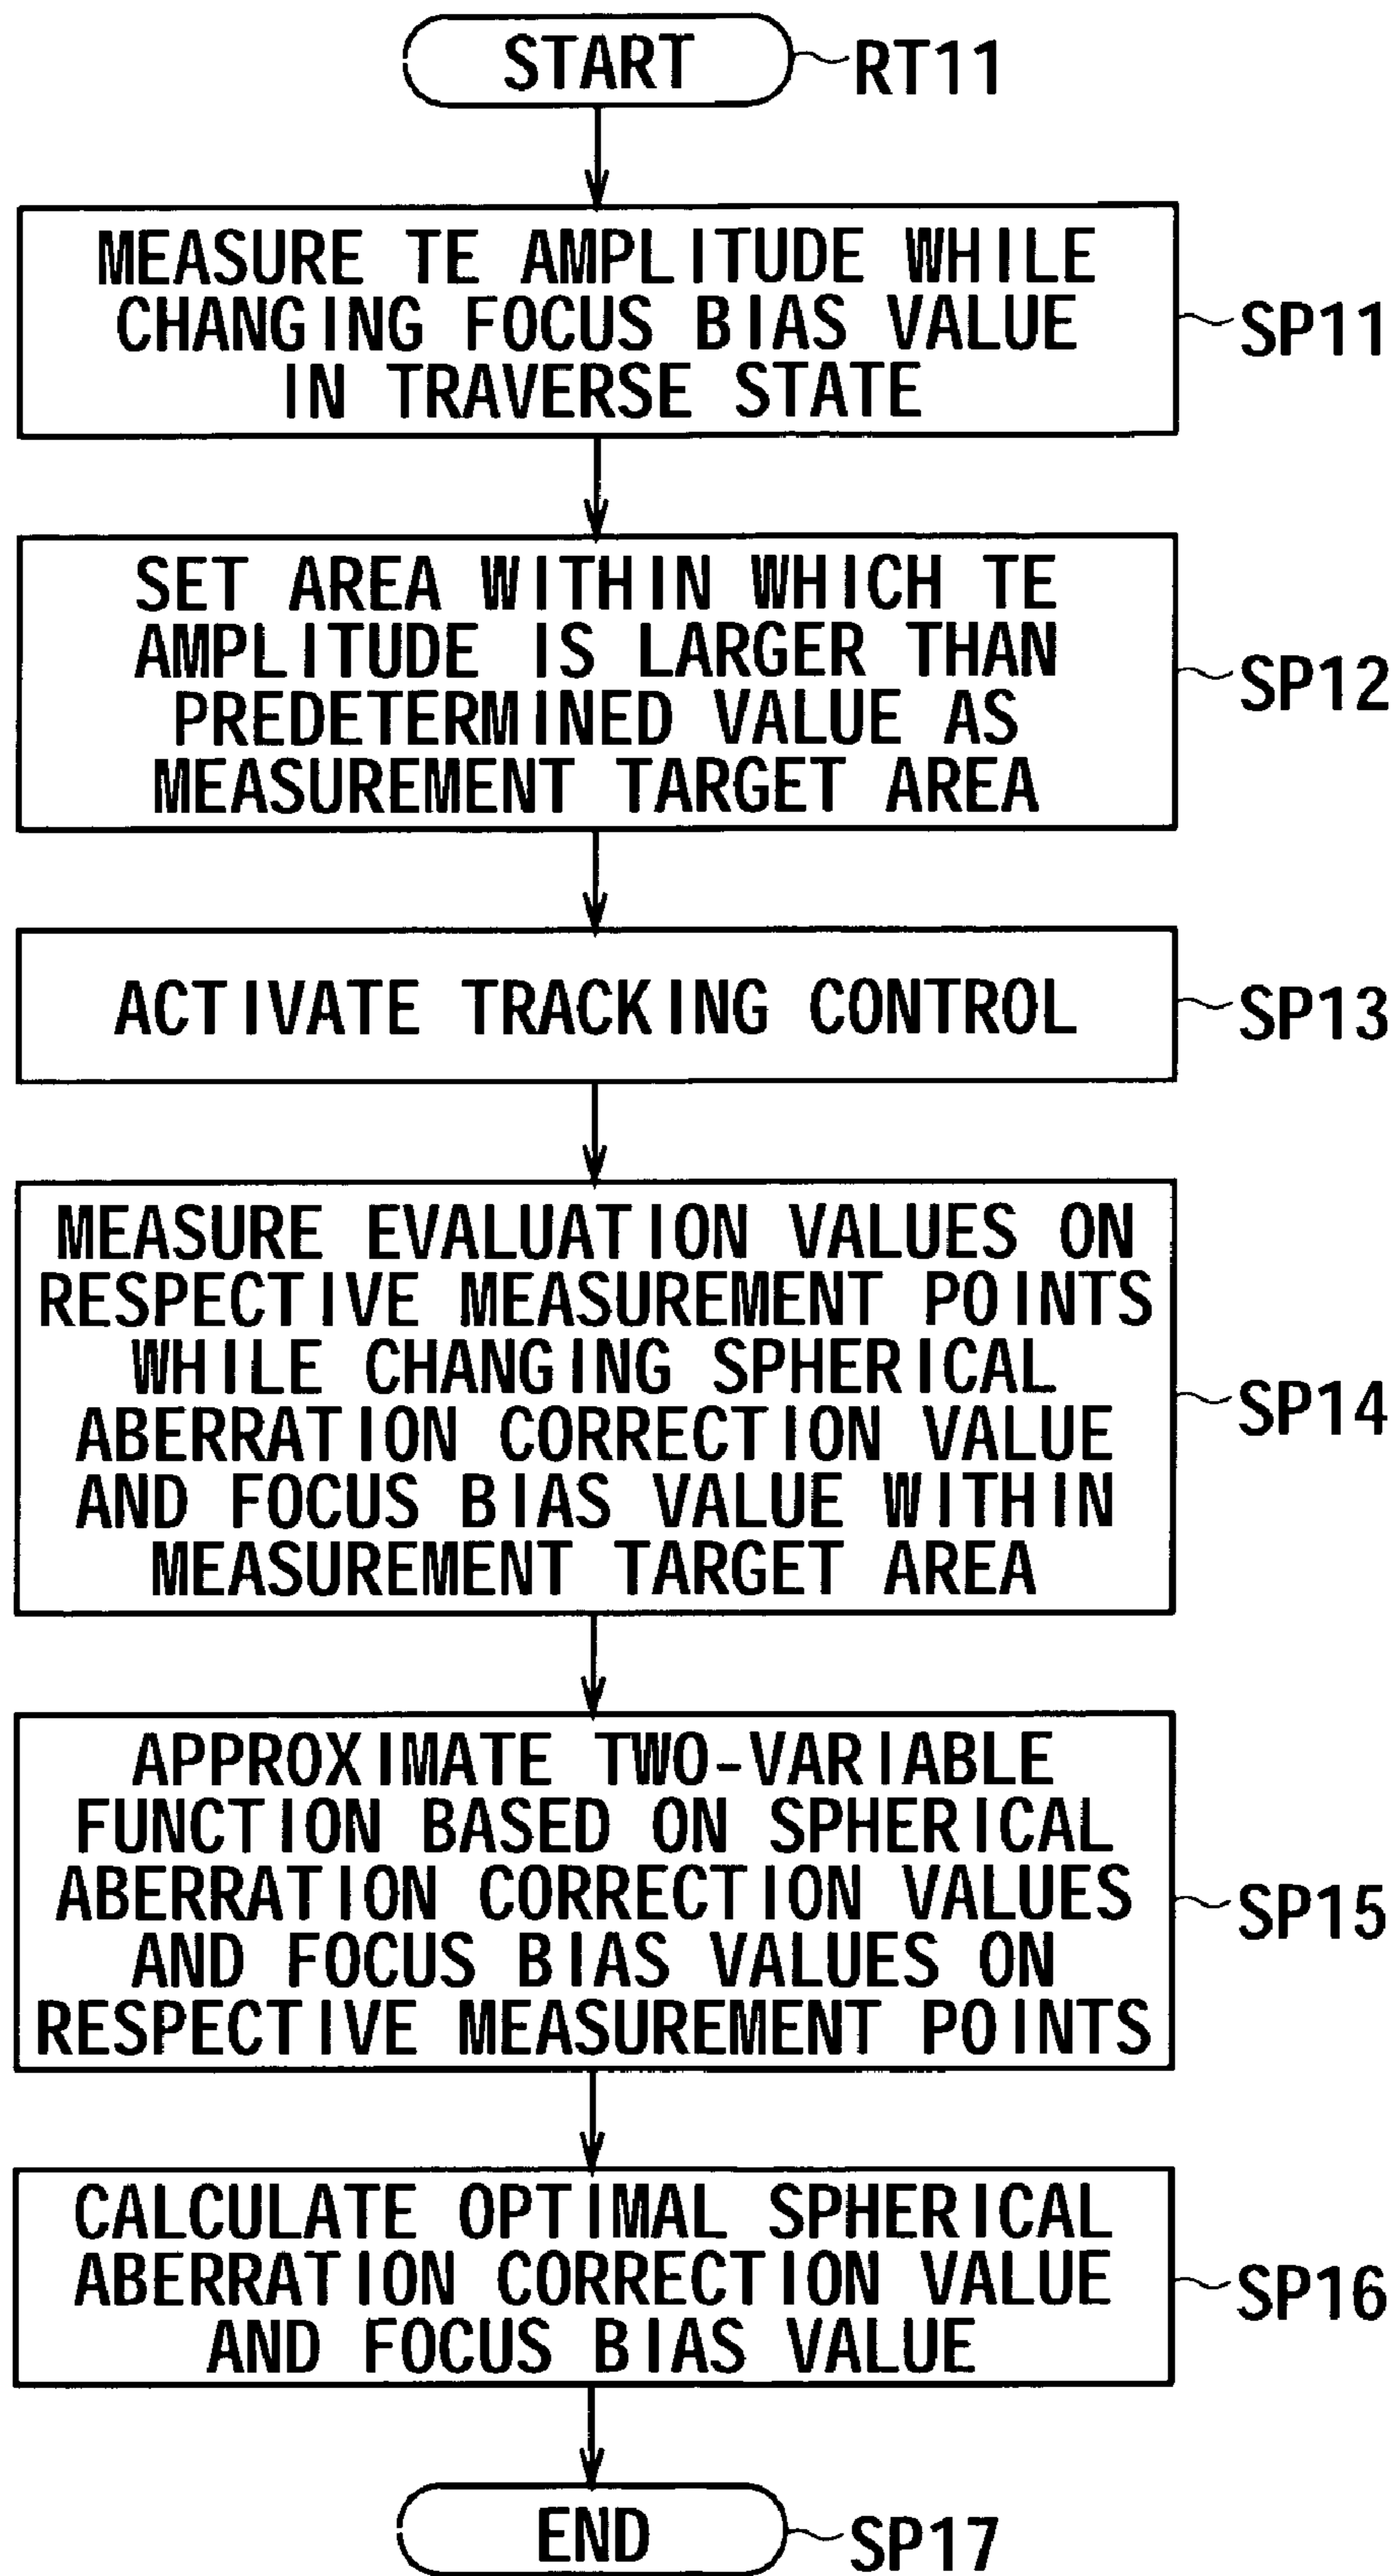 START
RT11
MEASURE TE AMPLITUDE WHILE
CHANGING FOCUS BIAS VALUE
IN TRAVERSE STATE
SP11
SET AREA WITHIN WHICH TE
AMPLITUDE IS LARGER THAN
PREDETERMINED VALUE AS
MEASUREMENT TARGET AREA
SP12
ACTIVATE TRACKING CONTROL
SP13
MEASURE EVALUATION VALUES ON
RESPECTIVE MEASUREMENT POINTS
WHILE CHANGING SPHERICAL
ABERRATION CORRECTION VALUE
AND FOCUS BIAS VALUE WITHIN
MEASUREMENT TARGET AREA
SP14
APPROXIMATE TWO-VARIABLE
FUNCTION BASED ON SPHERICAL
ABERRATION CORRECTION VALUES
AND FOCUS BIAS VALUES ON
RESPECTIVE MEASUREMENT POINTS
SP15
CALCULATE OPTIMAL SPHERICAL
ABERRATION CORRECTION VALUE
AND FOCUS BIAS VALUE
SP16
END
SP17